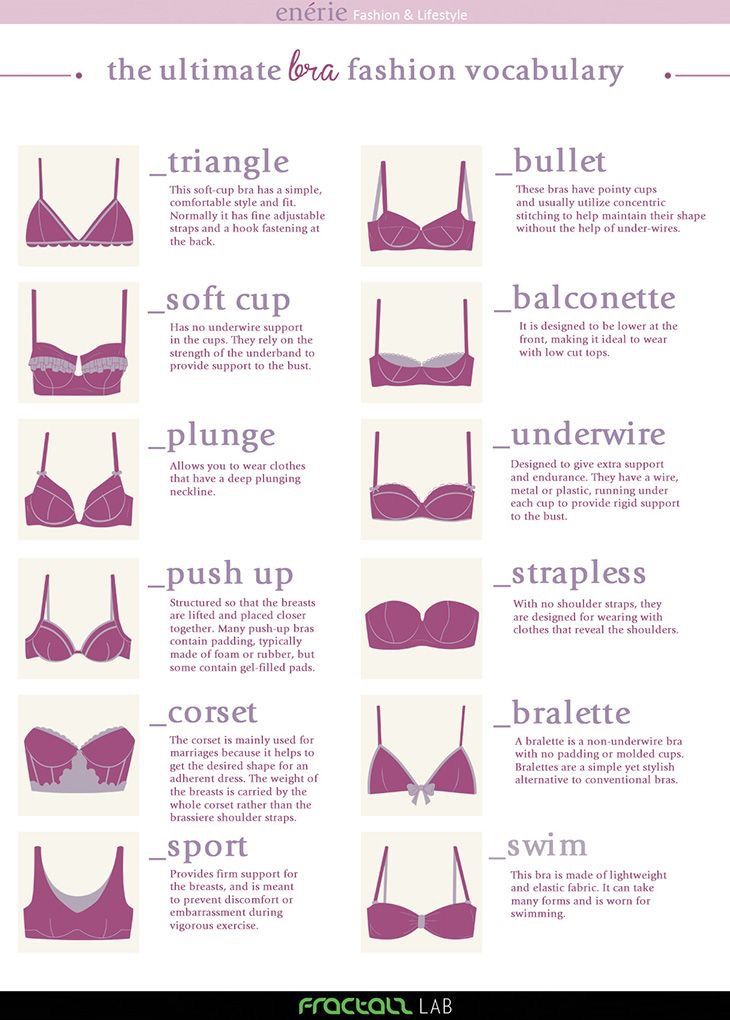 enérie Fashion & Lifestyle
the ultimate bra fashion vocabulary
_triangle
This soft-cup bra has a simple,
comfortable style and fit.
Normally it has fine adjustable
straps and a hook fastening at
the back.
_bullet
These bras have pointy cups
and usually utilize concentric
stitching to help maintain their shape
without the help of under-wires.
_soft cup
Has no underwire support
in the cups. They rely on the
strength of the underband to
provide support to the bust.
_balconette
It is designed to be lower at the
front, making it ideal to wear
with low cut tops.
_plunge
Allows you to wear clothes
that have a deep plunging
neckline.
_underwire
Designed to give extra support
and endurance. They have a wire,
metal or plastic, running under
each cup to provide rigid support
to the bust.
_push up
Structured so that the breasts
are lifted and placed closer
together. Many push-up bras
contain padding, typically
made of foam or rubber, but
some contain gel-filled pads.
_strapless
With no shoulder straps, they
are designed for wearing with
clothes that reveal the shoulders.
_corset
The corset is mainly used for
marriages because it helps to
get the desired shape for an
adherent dress. The weight of
the breasts is carried by the
whole corset rather than the
brassiere shoulder straps.
_bralette
A bralette is a non-underwire bra
with no padding or molded cups.
Bralettes are a simple yet stylish
alternative to conventional bras.
_sport
Provides firm support for
the breasts, and is meant
to prevent discomfort or
embarrassment during
vigorous exercise.
_swim
This bra is made of lightweight
and elastic fabric. It can take
many forms and is worn for
swimming.
Fractalz LAB